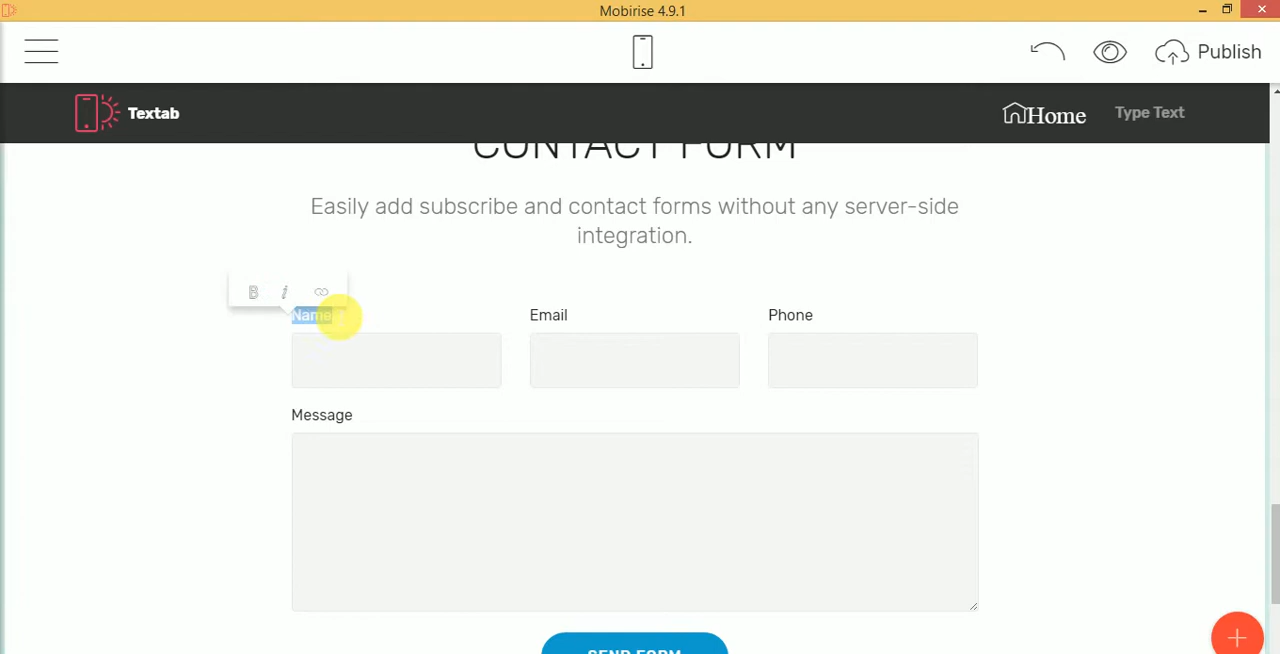 Mobirise 4.9.1
Publish
Textab
Home
Type Text
CONTACT FORM
Easily add subscribe and contact forms without any server-side
integration.
B
Name
Email
Phone
Message
SEND FORM